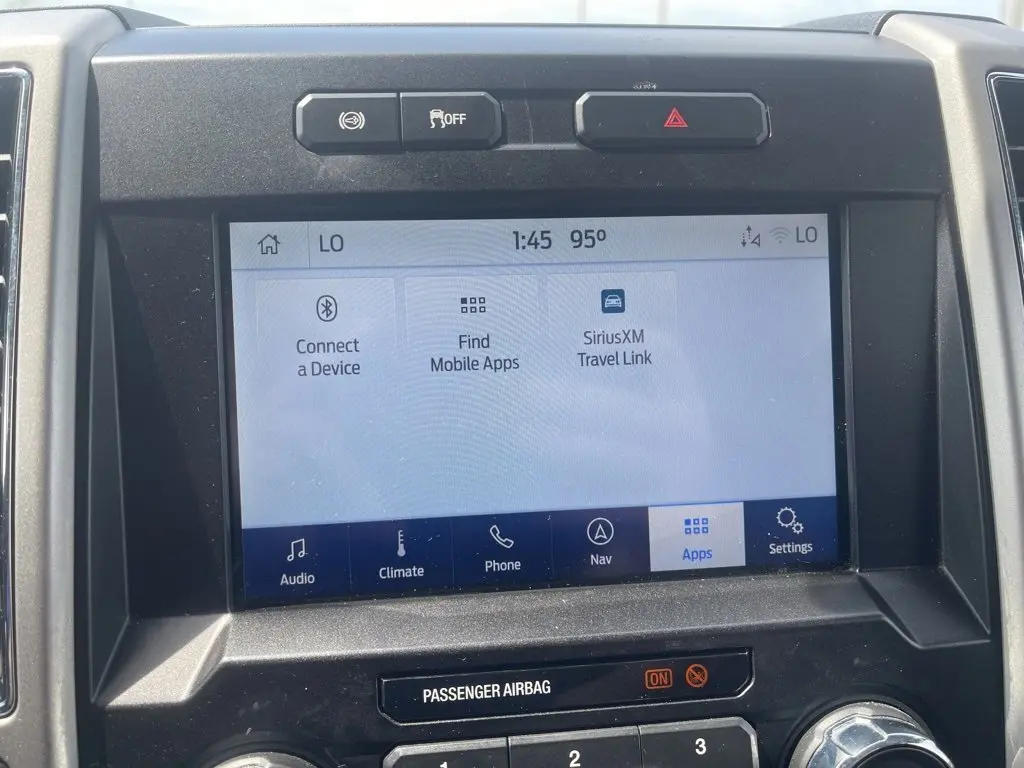 OFF
LO
1:45 95°
LO
Connect
a Device
Find
Mobile Apps
SiriusXM
Travel Link
Audio
Climate
Phone
Nav
Apps
Settings
PASSENGER AIRBAG
ON
1
2
3